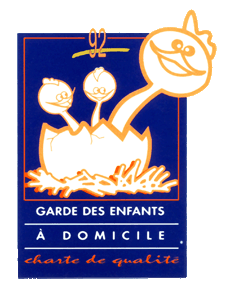 92
GARDE DES ENFANTS
À DOMICILE
charte de qualité